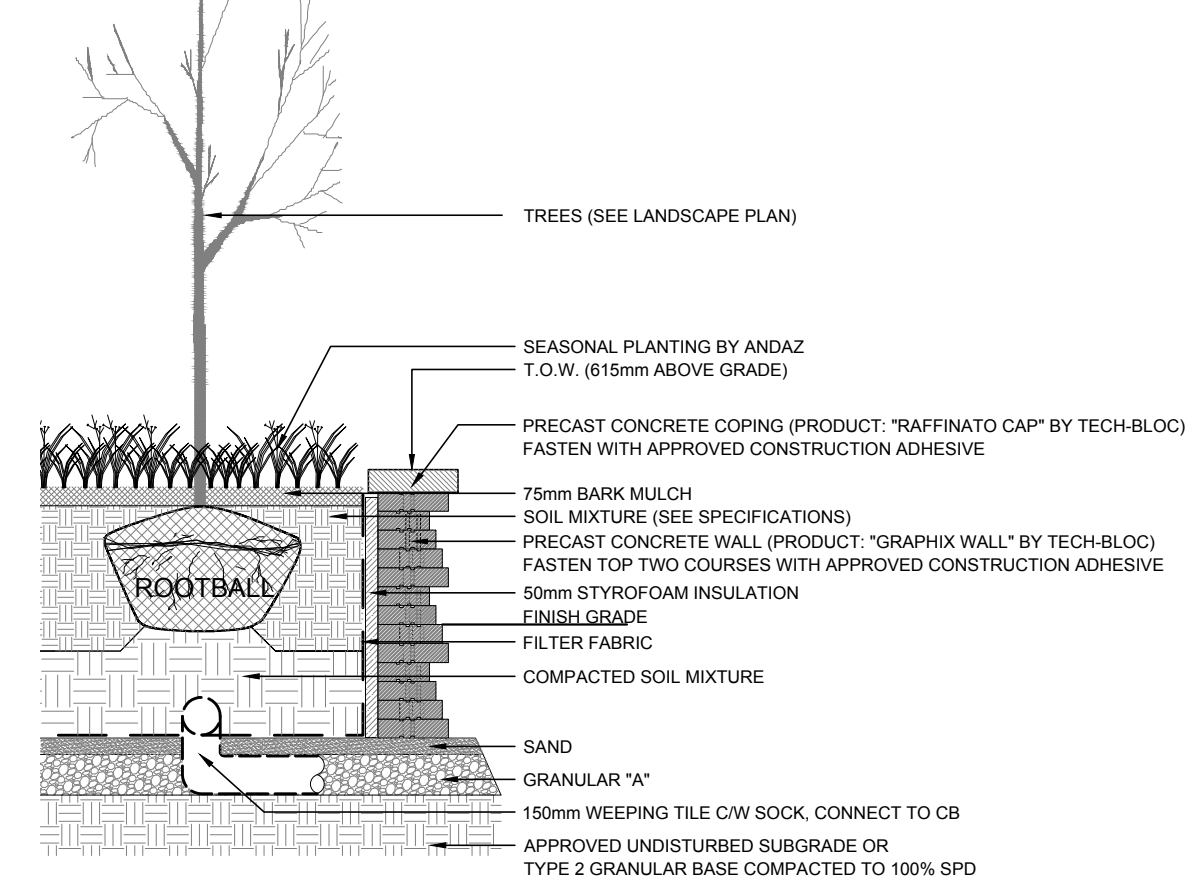 TREES (SEE LANDSCAPE PLAN)
SEASONAL PLANTING BY ANDAZ
T.O.W. (615mm ABOVE GRADE)
PRECAST CONCRETE COPING (PRODUCT: "RAFFINATO CAP" BY TECH-BLOC)
FASTEN WITH APPROVED CONSTRUCTION ADHESIVE
75mm BARK MULCH
SOIL MIXTURE (SEE SPECIFICATIONS)
PRECAST CONCRETE WALL (PRODUCT: "GRAPHIX WALL" BY TECH-BLOC)
FASTEN TOP TWO COURSES WITH APPROVED CONSTRUCTION ADHESIVE
ROOTBALL
50mm STYROFOAM INSULATION
FINISH GRADE
FILTER FABRIC
COMPACTED SOIL MIXTURE
SAND
GRANULAR "A"
150mm WEEPING TILE C/W SOCK, CONNECT TO CB
APPROVED UNDISTURBED SUBGRADE OR
TYPE 2 GRANULAR BASE COMPACTED TO 100% SPD